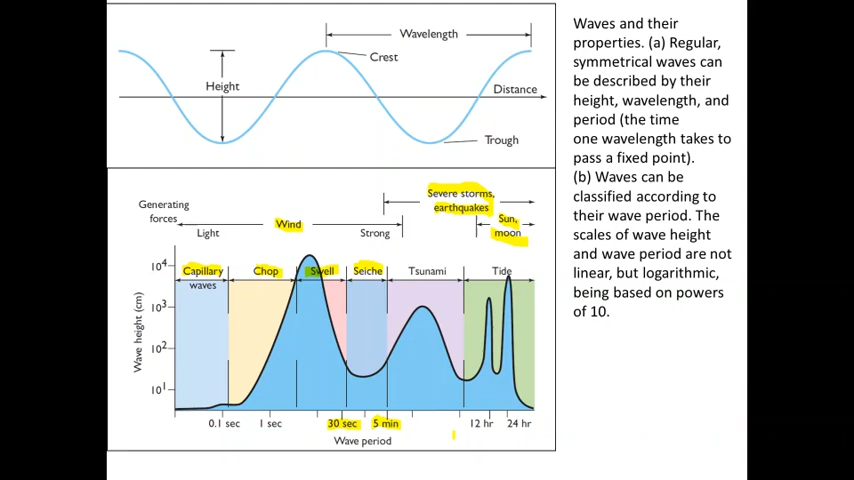 Wavelength
Crest
Height
Distance
Trough
Waves and their
properties. (a) Regular,
symmetrical waves can
be described by their
height, wavelength, and
period (the time
one wavelength takes to
pass a fixed point).
(b) Waves can be
classified according to
their wave period. The
scales of wave height
and wave period are not
linear, but logarithmic,
being based on powers
of 10.
Severe storms,
earthquakes
Generating
forces
Sun,
moon
Wind
Light
Strong
Capillary
waves
Chop
Swell
Seiche
Tsunami
Tide
Wave height (cm)
10⁴
10³
10²
10¹
0.1 sec
1 sec
30 sec
5 min
12 hr
24 hr
Wave period